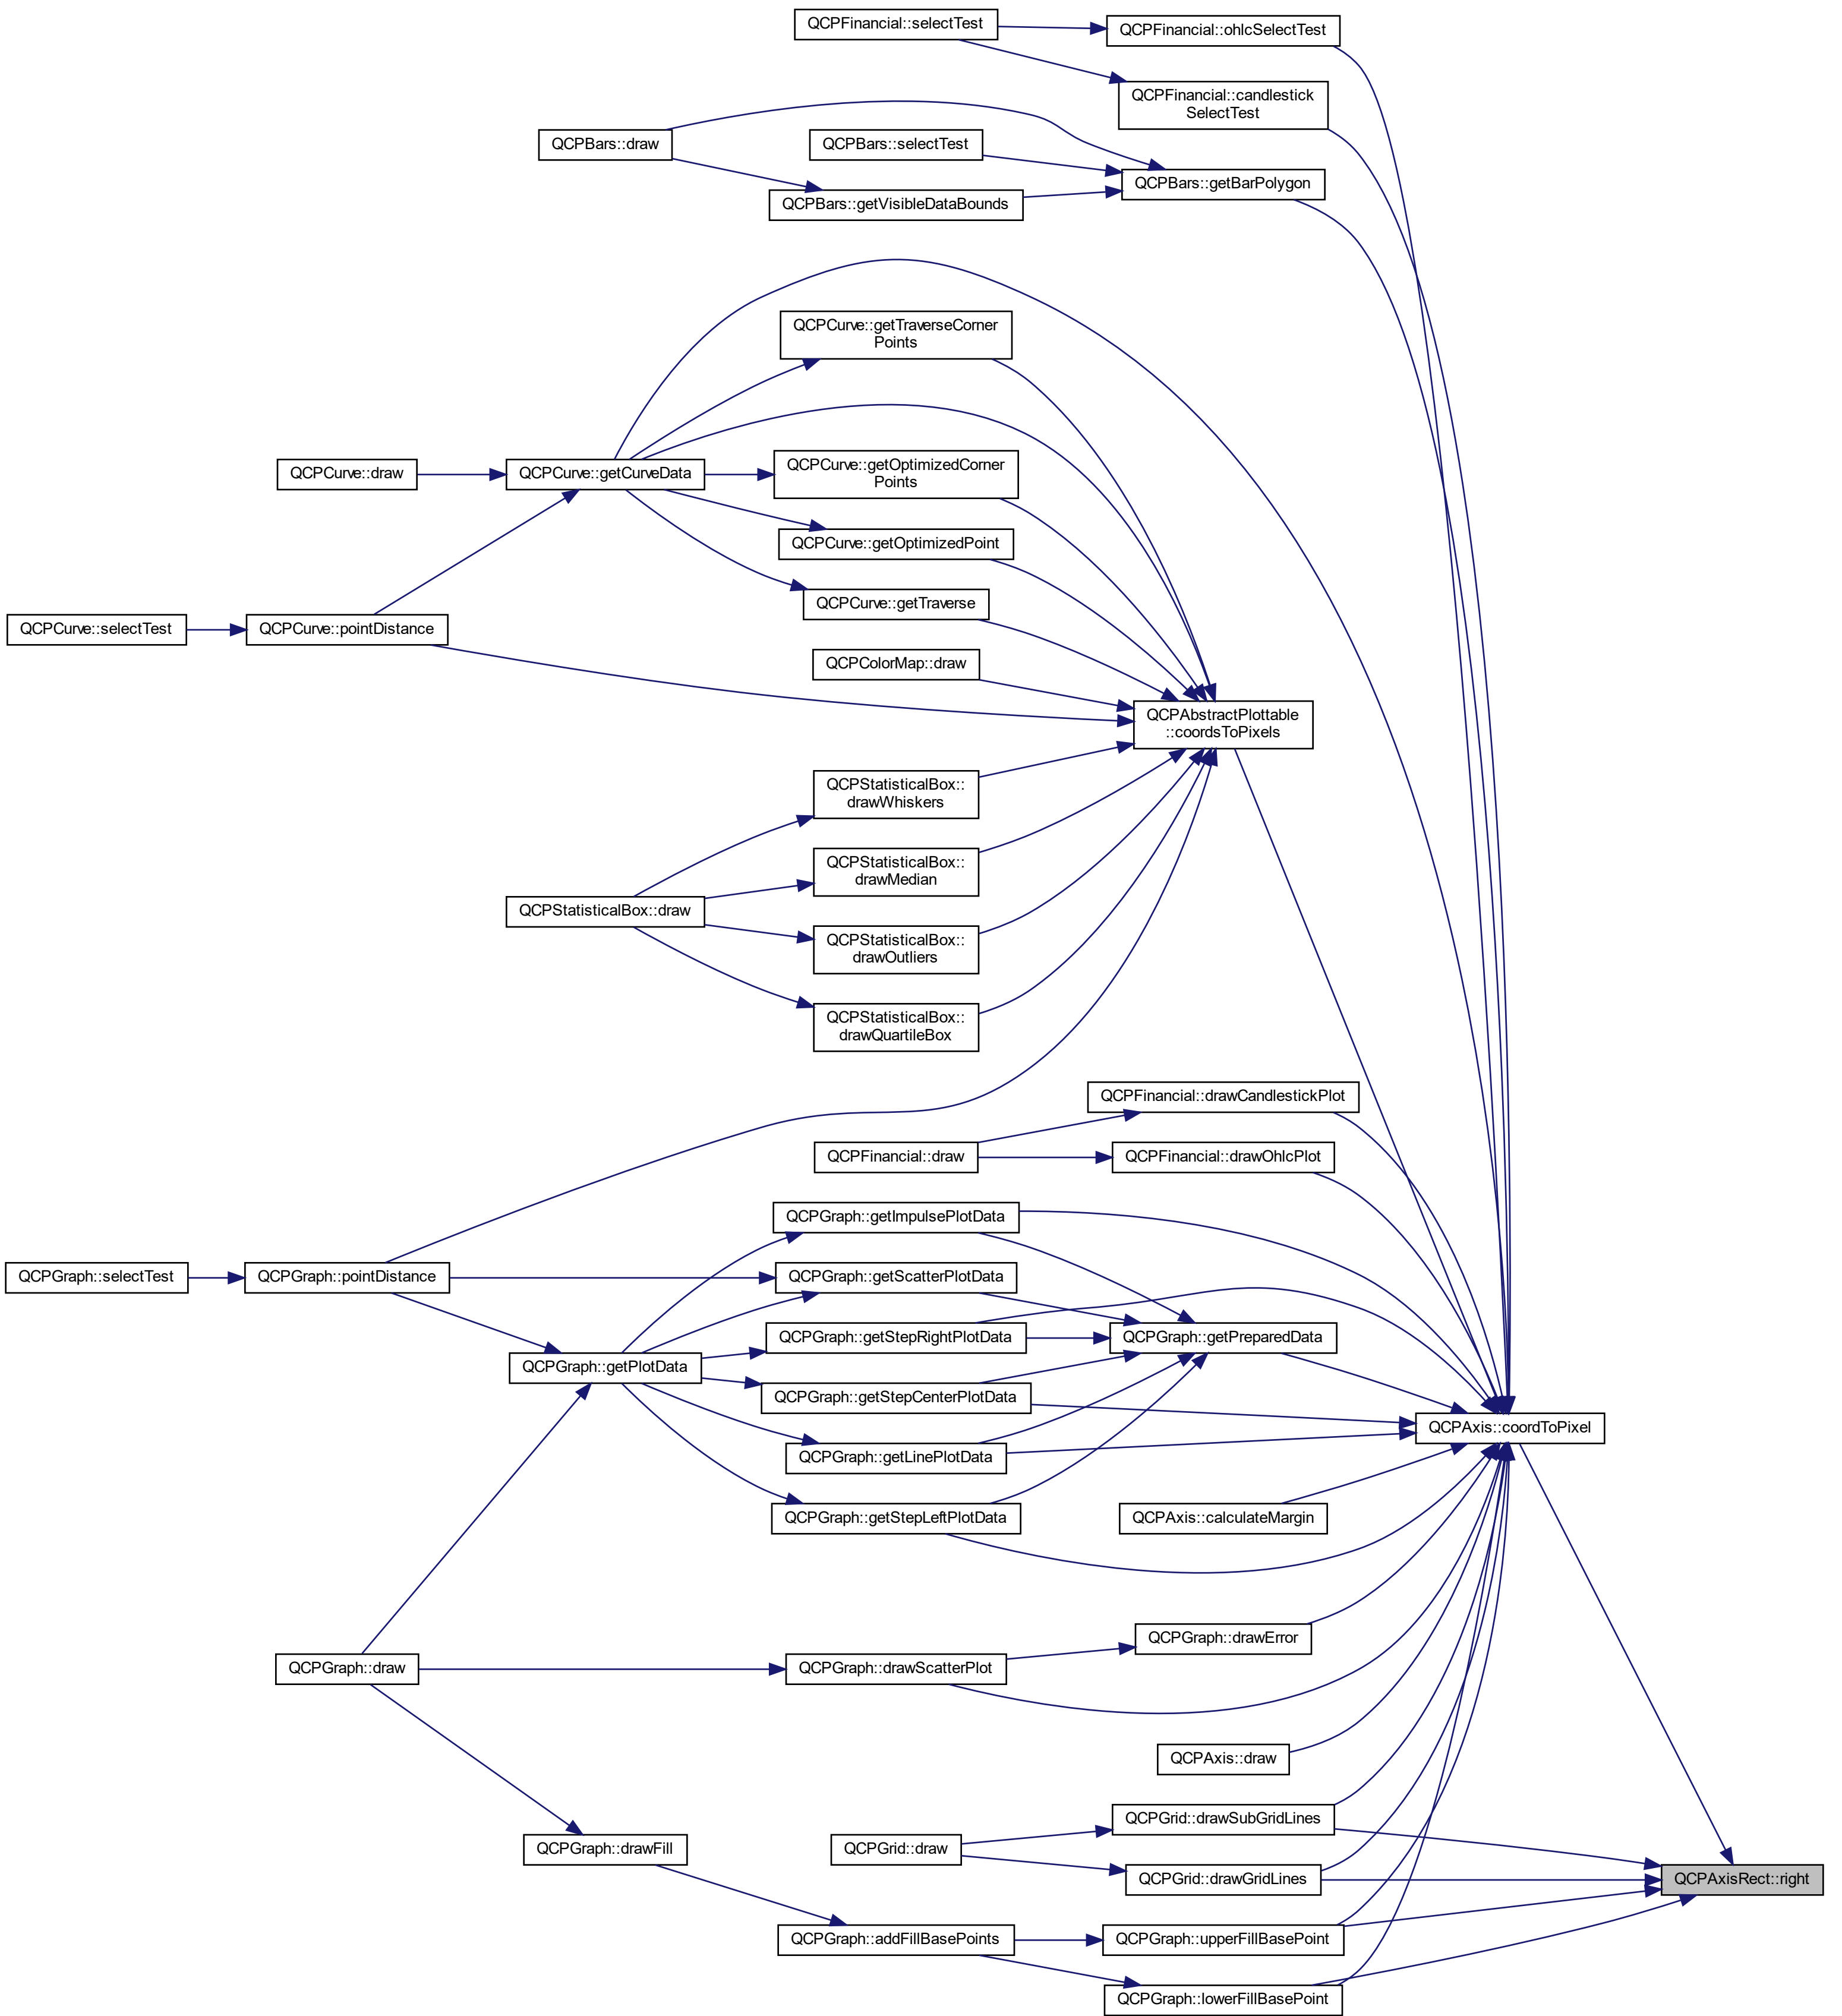 QCPFinancial::selectTest
QCPFinancial::ohlcSelectTest
QCPFinancial::candlestick
SelectTest
QCPBars::draw
QCPBars::selectTest
QCPBars::getBarPolygon
QCPBars::getVisibleDataBounds
QCPCurve::getTraverseCorner
Points
QCPCurve::draw
QCPCurve::getCurveData
QCPCurve::getOptimizedCorner
Points
QCPCurve::getOptimizedPoint
QCPCurve::getTraverse
QCPCurve::selectTest
QCPCurve::pointDistance
QCPColorMap::draw
QCPAbstractPlottable
::coordsToPixels
QCPStatisticalBox::
drawWhiskers
QCPStatisticalBox::
drawMedian
QCPStatisticalBox::draw
QCPStatisticalBox::
drawOutliers
QCPStatisticalBox::
drawQuartileBox
QCPFinancial::drawCandlestickPlot
QCPFinancial::draw
QCPFinancial::drawOhlcPlot
QCPGraph::getImpulsePlotData
QCPGraph::selectTest
QCPGraph::pointDistance
QCPGraph::getScatterPlotData
QCPGraph::getStepRightPlotData
QCPGraph::getPreparedData
QCPGraph::getPlotData
QCPGraph::getStepCenterPlotData
QCPAxis::coordToPixel
QCPGraph::getLinePlotData
QCPGraph::getStepLeftPlotData
QCPAxis::calculateMargin
QCPGraph::drawError
QCPGraph::draw
QCPGraph::drawScatterPlot
QCPAxis::draw
QCPGrid::drawSubGridLines
QCPGraph::drawFill
QCPGrid::draw
QCPGrid::drawGridLines
QCPAxisRect::right
QCPGraph::addFillBasePoints
QCPGraph::upperFillBasePoint
QCPGraph::lowerFillBasePoint